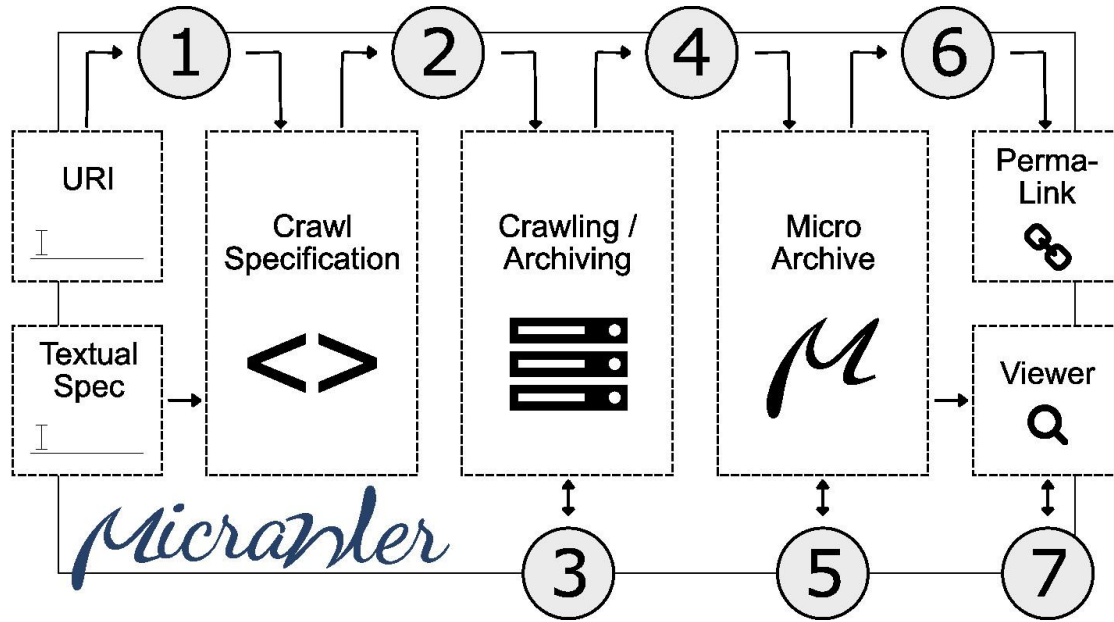 1
2
4
6
URI
Textual
Spec
Crawl
Specification
Crawling /
Archiving
Micro
Archive
μ
Perma-
Link
Viewer
Micrawler
3
5
7